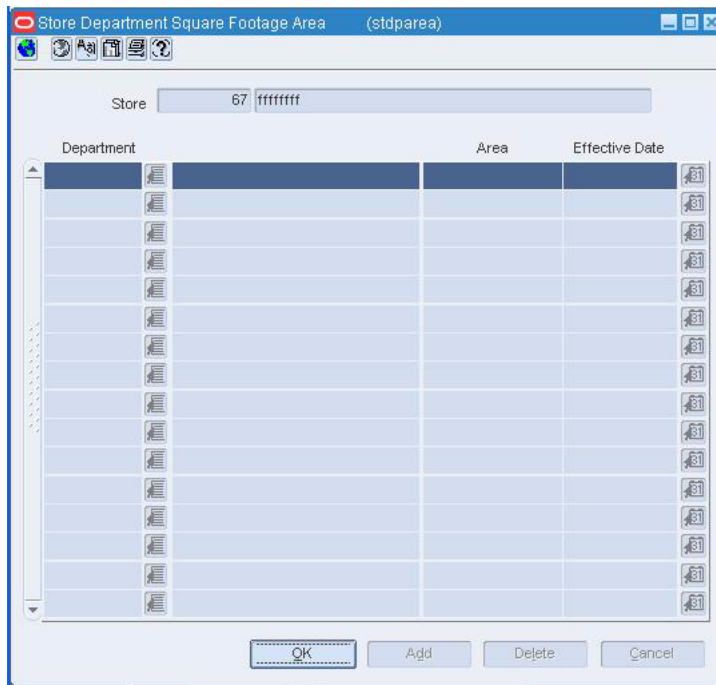 Store Department Square Footage Area (stdparea)
Store 67 ffffffff
Department Area Effective Date
OK Add Delete Cancel